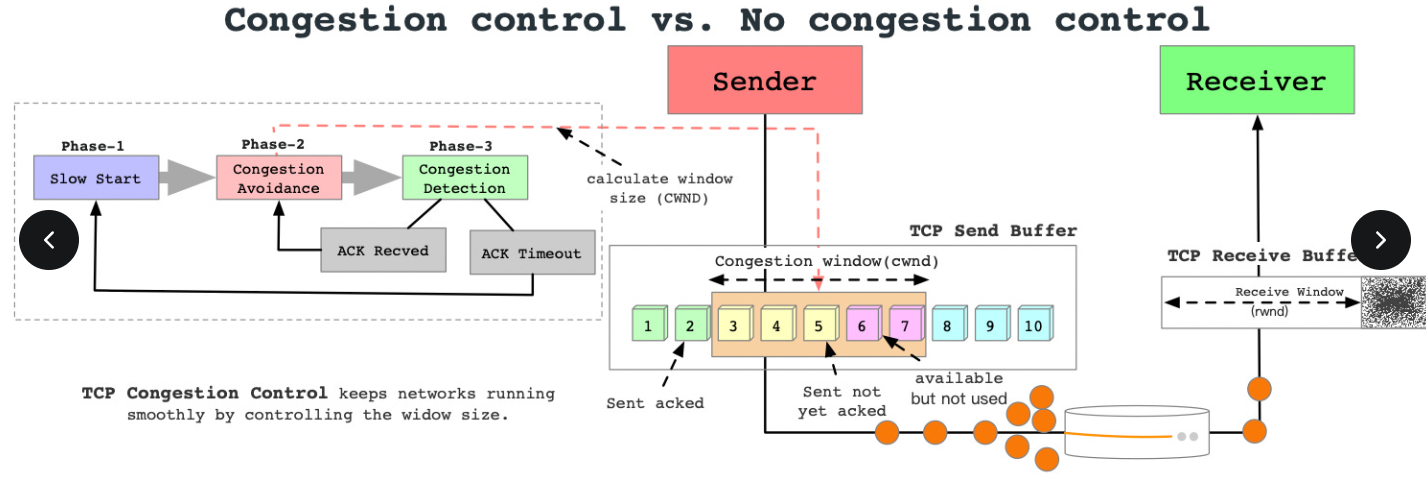 Congestion control vs. No congestion control
Sender
Receiver
Phase-1
Phase-2
Phase-3
Slow Start
Congestion
Avoidance
Congestion
Detection
calculate window
size (CWND)
ACK Recved
ACK Timeout
TCP Send Buffer
Congestion window(cwnd)
1 2 3 4 5 6 7 8 9 10
Sent acked
Sent not
yet acked
available
but not used
TCP Receive Buffe
Receive Window
(rwnd)
TCP Congestion Control keeps networks running
smoothly by controlling the widow size.